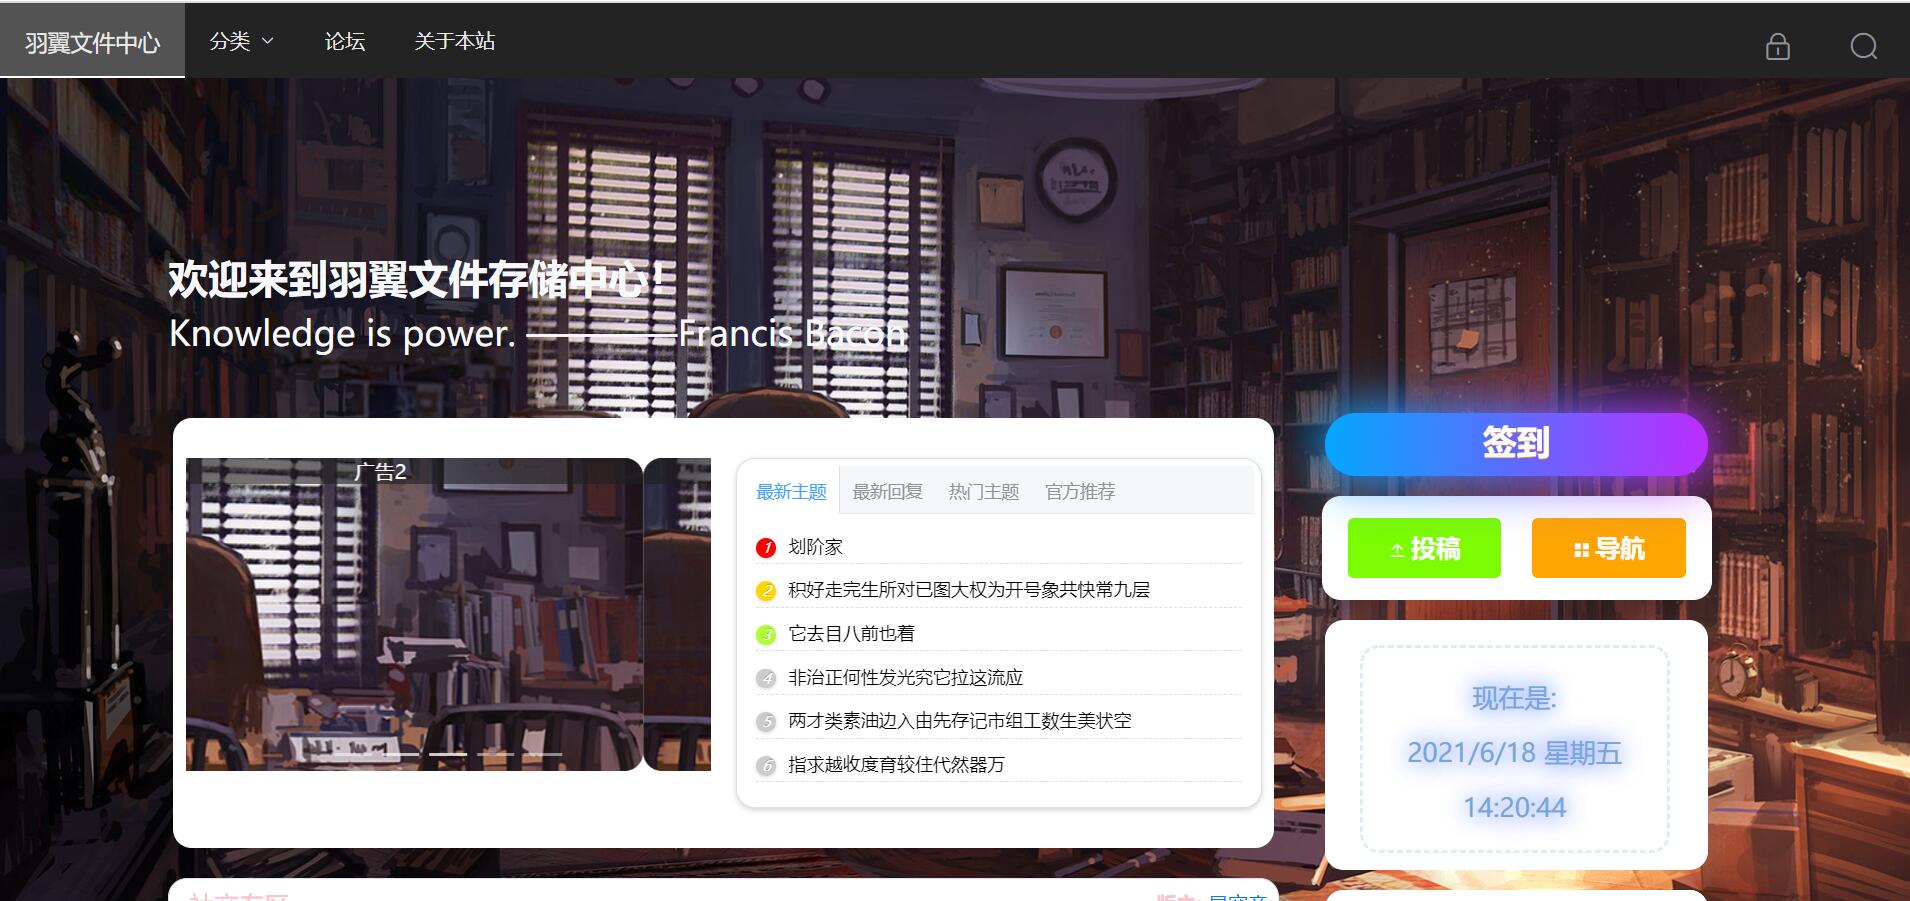 羽翼文件中心 分类 论坛 关于本站
欢迎来到羽翼文件存储中心!
Knowledge is power. ————Francis Bacon
广告2
最新主题 最新回复 热门主题 官方推荐
1 划阶家
2 积好走完生所对已图大权为开号象共快常九层
3 它去目八前也着
4 非治正何性发光究它拉这流应
5 两才类素油边入由先存记市组工数生美状空
6 指求越收度育较住代然器万
签到
投稿 导航
现在是:
2021/6/18 星期五
14:20:44